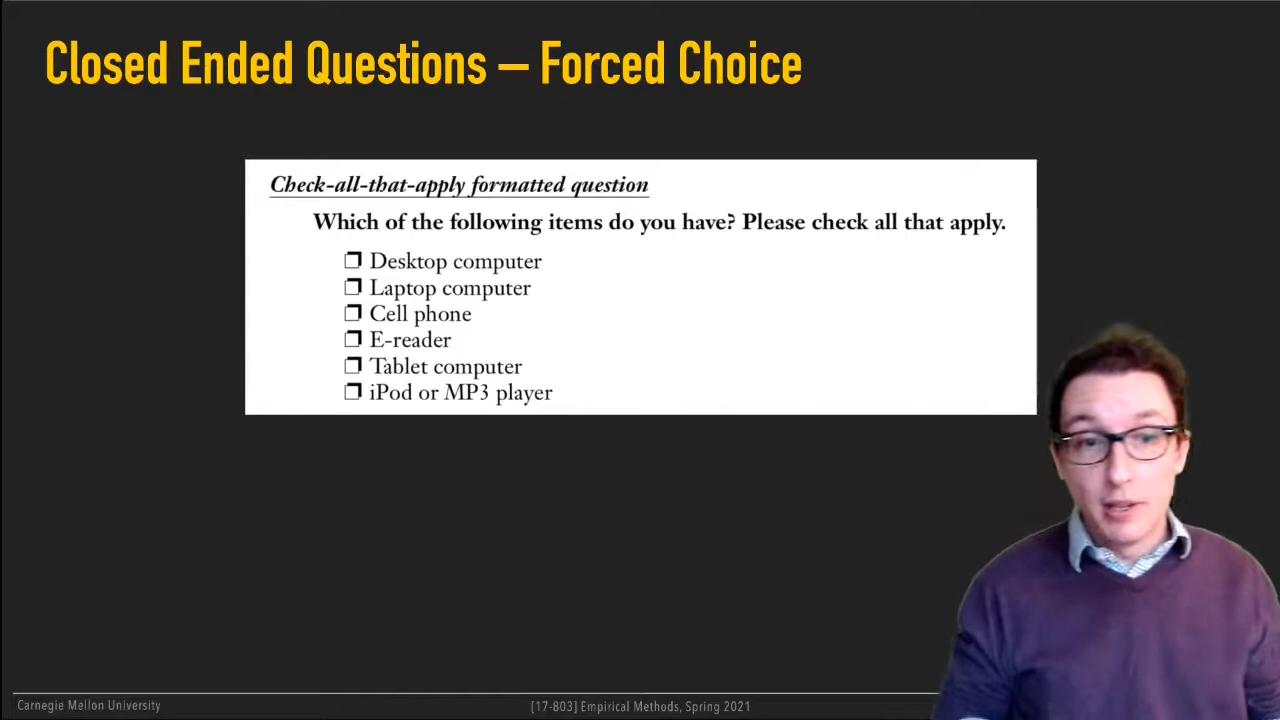 Closed Ended Questions – Forced Choice
Check-all-that-apply formatted question
Which of the following items do you have? Please check all that apply.
❒ Desktop computer
❒ Laptop computer
❒ Cell phone
❒ E-reader
❒ Tablet computer
❒ iPod or MP3 player
Carnegie Mellon University
[17-803] Empirical Methods, Spring 2021